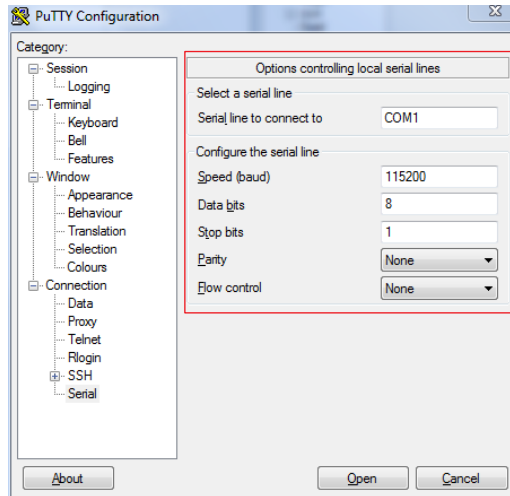 PuTTY Configuration
Category:
Session
Logging
Terminal
Keyboard
Bell
Features
Window
Appearance
Behaviour
Translation
Selection
Colours
Connection
Data
Proxy
Telnet
Rlogin
SSH
Serial
Options controlling local serial lines
Select a serial line
Serial line to connect to COM1
Configure the serial line
Speed (baud) 115200
Data bits 8
Stop bits 1
Parity None
Flow control None
About Open Cancel